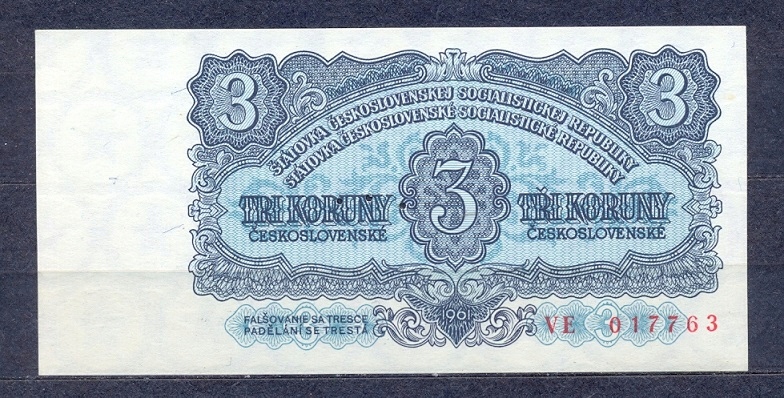 3
3
ŠTÁTOVKA ČESKOSLOVENSKEJ SOCIALISTICKEJ REPUBLIKY
STÁTOVKA ČESKOSLOVENSKÉ SOCIALISTICKÉ REPUBLIKY
3
TRI KORUNY
ČESKOSLOVENSKÉ
TŘI KORUNY
ČESKOSLOVENSKÉ
FALŠOVANIE SA TRESCE
PADĚLÁNÍ SE TRESTÁ
1961
VE 017763